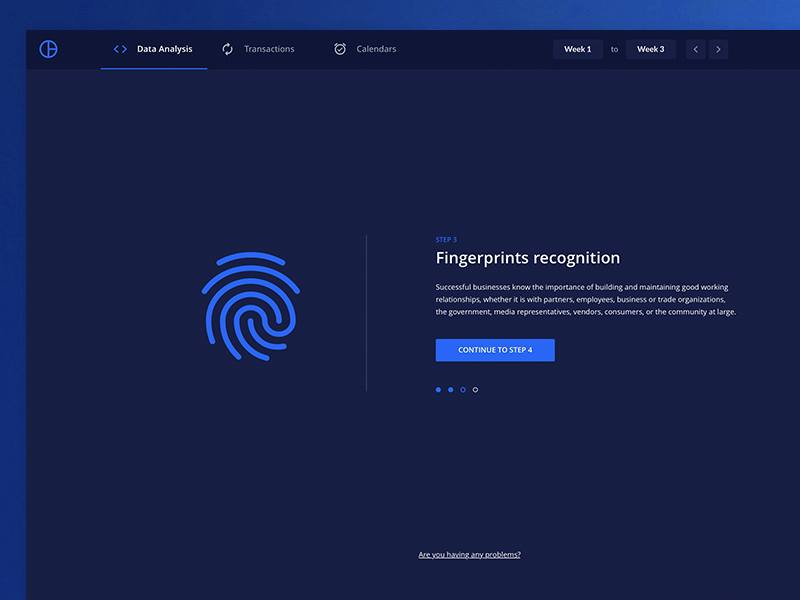 Data Analysis
Transactions
Calendars
Week 1 to Week 3
STEP 3
Fingerprints recognition
Successful businesses know the importance of building and maintaining good working
relationships, whether it is with partners, employees, business or trade organizations,
the government, media representatives, vendors, consumers, or the community at large.
CONTINUE TO STEP 4
Are you having any problems?